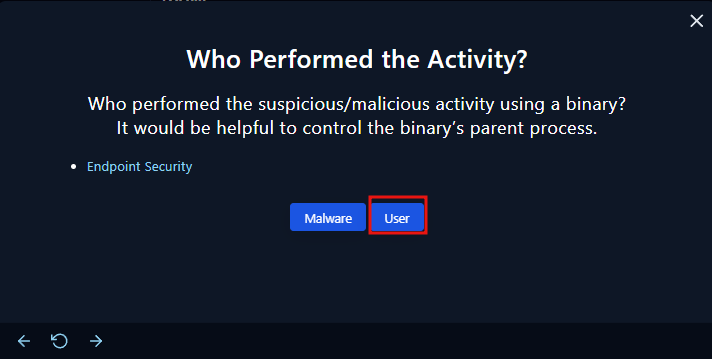 Who Performed the Activity?
Who performed the suspicious/malicious activity using a binary?
It would be helpful to control the binary's parent process.
Endpoint Security
Malware User